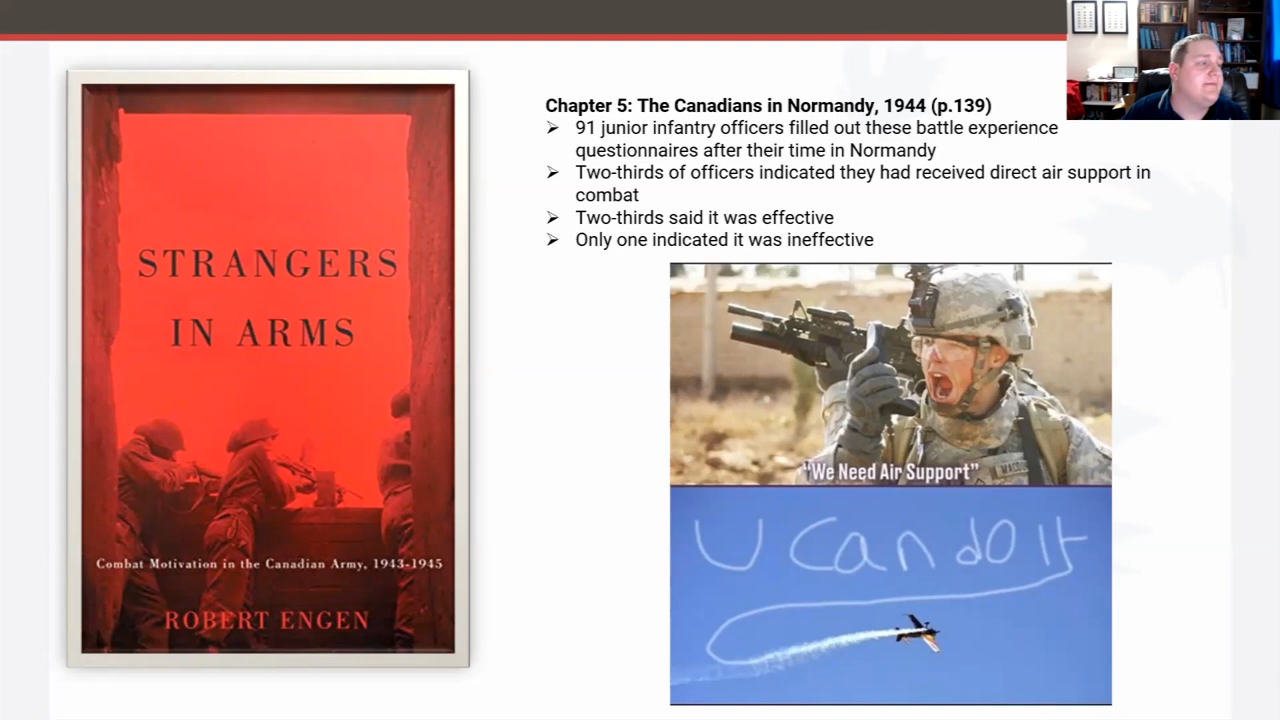 STRANGERS
IN ARMS
Combat Motivation in the Canadian Army, 1943-1945
ROBERT ENGEN
Chapter 5: The Canadians in Normandy, 1944 (p.139)
➢ 91 junior infantry officers filled out these battle experience
questionnaires after their time in Normandy
➢ Two-thirds of officers indicated they had received direct air support in
combat
➢ Two-thirds said it was effective
➢ Only one indicated it was ineffective
"We Need Air Support"
U Can do It